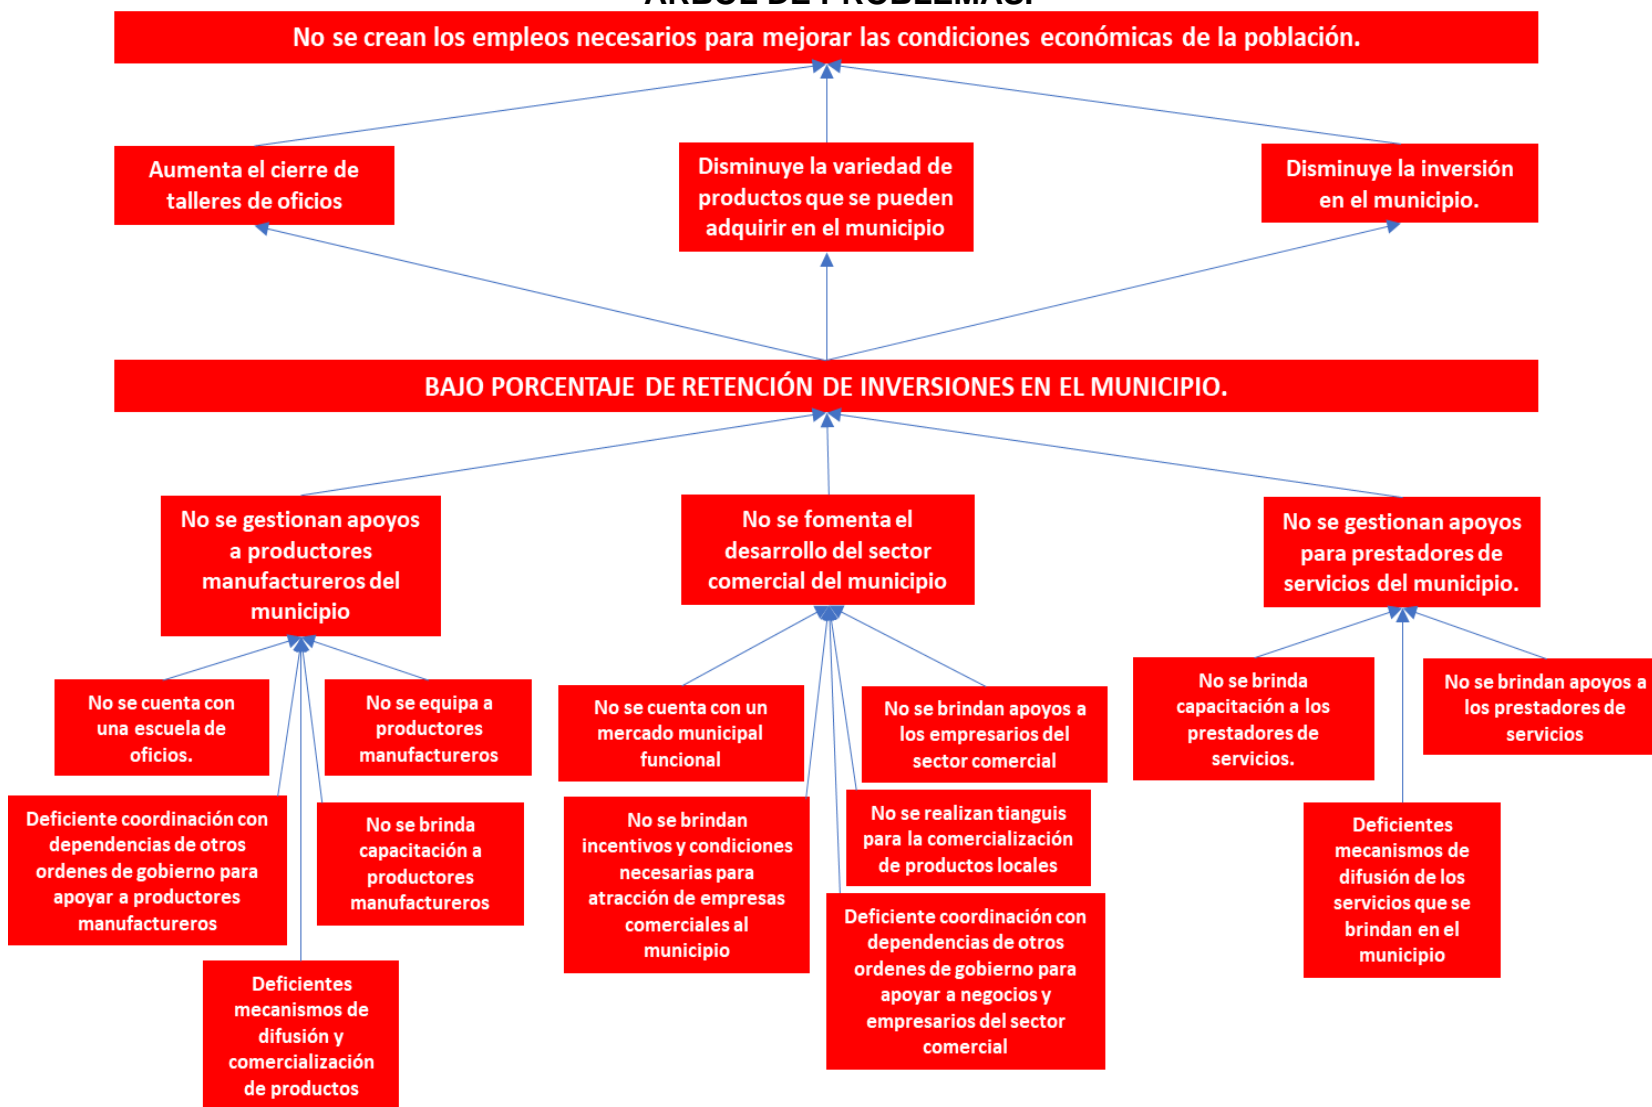 ÁRBOL DE PROBLEMAS.
No se crean los empleos necesarios para mejorar las condiciones económicas de la población.
Aumenta el cierre de
talleres de oficios
Disminuye la variedad de
productos que se pueden
adquirir en el municipio
Disminuye la inversión
en el municipio.
BAJO PORCENTAJE DE RETENCIÓN DE INVERSIONES EN EL MUNICIPIO.
No se gestionan apoyos
a productores
manufactureros del
municipio
No se fomenta el
desarrollo del sector
comercial del municipio
No se gestionan apoyos
para prestadores de
servicios del municipio.
No se cuenta con
una escuela de
oficios.
No se equipa a
productores
manufactureros
Deficiente coordinación con
dependencias de otros
ordenes de gobierno para
apoyar a productores
manufactureros
No se brinda
capacitación a
productores
manufactureros
Deficientes
mecanismos de
difusión y
comercialización
de productos
No se cuenta con un
mercado municipal
funcional
No se brindan apoyos a
los empresarios del
sector comercial
No se brindan
incentivos y condiciones
necesarias para
atracción de empresas
comerciales al
municipio
No se realizan tianguis
para la comercialización
de productos locales
Deficiente coordinación con
dependencias de otros
ordenes de gobierno para
apoyar a negocios y
empresarios del sector
comercial
No se brinda
capacitación a los
prestadores de
servicios.
No se brindan apoyos a
los prestadores de
servicios
Deficientes
mecanismos de
difusión de los
servicios que se
brindan en el
municipio